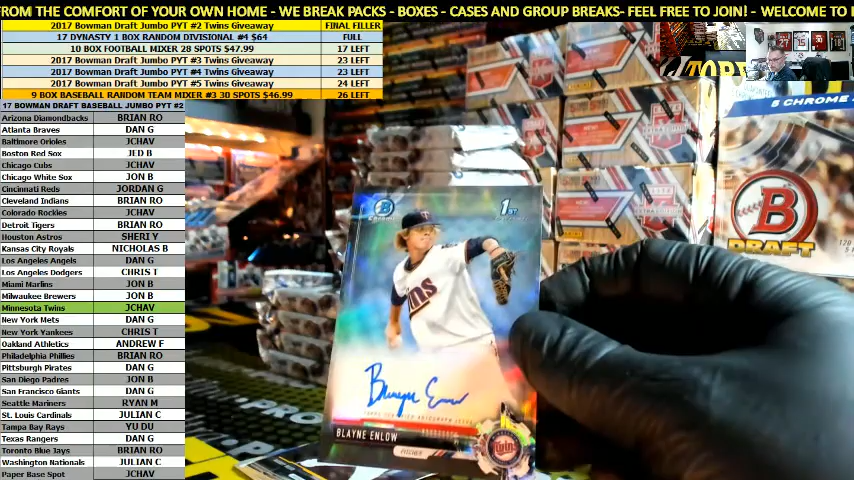 FROM THE COMFORT OF YOUR OWN HOME - WE BREAK PACKS - BOXES - CASES AND GROUP BREAKS- FEEL FREE TO JOIN! - WELCOME TO
2017 Bowman Draft Jumbo PYT #2 Twins Giveaway FINAL FILLER
17 DYNASTY 1 BOX RANDOM DIVISIONAL #4 $64 FULL
10 BOX FOOTBALL MIXER 28 SPOTS $47.99 17 LEFT
2017 Bowman Draft Jumbo PYT #3 Twins Giveaway 23 LEFT
2017 Bowman Draft Jumbo PYT #4 Twins Giveaway 23 LEFT
2017 Bowman Draft Jumbo PYT #5 Twins Giveaway 24 LEFT
9 BOX BASEBALL RANDOM TEAM MIXER #3 30 SPOTS $46.99 26 LEFT
17 BOWMAN DRAFT BASEBALL JUMBO PYT #2
Arizona Diamondbacks BRIAN RO
Atlanta Braves DAN G
Baltimore Orioles JCHAV
Boston Red Sox JED B
Chicago Cubs JCHAV
Chicago White Sox JON B
Cincinnati Reds JORDAN G
Cleveland Indians BRIAN RO
Colorado Rockies JCHAV
Detroit Tigers BRIAN RO
Houston Astros SHERI Y
Kansas City Royals NICHOLAS B
Los Angeles Angels DAN G
Los Angeles Dodgers CHRIS T
Miami Marlins JON B
Milwaukee Brewers JON B
Minnesota Twins JCHAV
New York Mets DAN G
New York Yankees CHRIS T
Oakland Athletics ANDREW F
Philadelphia Phillies BRIAN RO
Pittsburgh Pirates DAN G
San Diego Padres JON B
San Francisco Giants DAN G
Seattle Mariners RYAN M
St. Louis Cardinals JULIAN C
Tampa Bay Rays YU DU
Texas Rangers DAN G
Toronto Blue Jays BRIAN RO
Washington Nationals JULIAN C
Paper Base Spot JCHAV
B
1ST
Blayne Enlow
BLAYNE ENLOW
PITCHER
Twins
5 CHROME
B
DRAFT